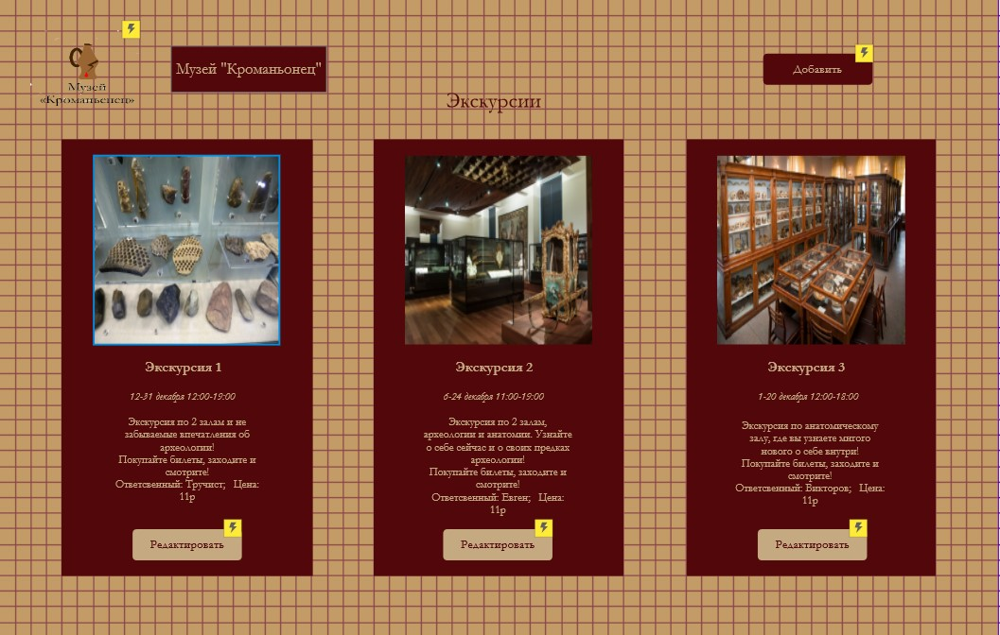 Музей
«Кроманьенец»
Музей "Кроманьонец"
Добавить
Экскурсии
Экскурсия 1
12-31 декабря 12:00-19:00
Экскурсия по 2 залам и не
забываемые впечатления об
археологии!
Покупайте билеты, заходите и
смотрите!
Ответсвенный: Тручист; Цена:
11р
Редактировать
Экскурсия 2
6-24 декабря 11:00-19:00
Экскурсия по 2 залам,
археологии и анатомии. Узнайте
о себе сейчас и о своих предках
археологии!
Покупайте билеты, заходите и
смотрите!
Ответсвенный: Евген; Цена:
11р
Редактировать
Экскурсия 3
1-20 декабря 12:00-18:00
Экскурсия по анатомическому
залу, где вы узнаете много
нового о себе внутри!
Покупайте билеты, заходите и
смотрите!
Ответсвенный: Викторов; Цена:
11р
Редактировать